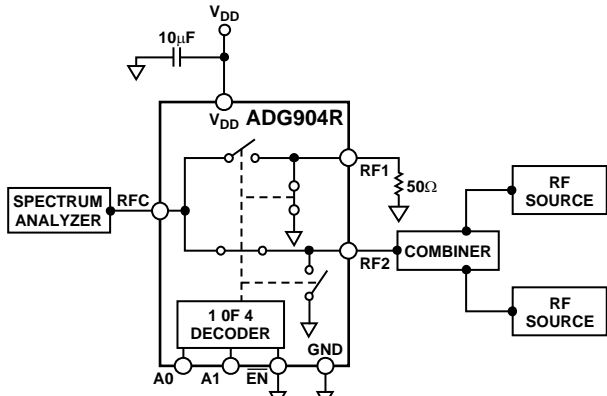 VDD
10µF
VDD
ADG904R
RF1
50Ω
SPECTRUM
ANALYZER
RFC
RF
SOURCE
RF2
COMBINER
RF
SOURCE
1 0F 4
DECODER
GND
A0
A1
EN